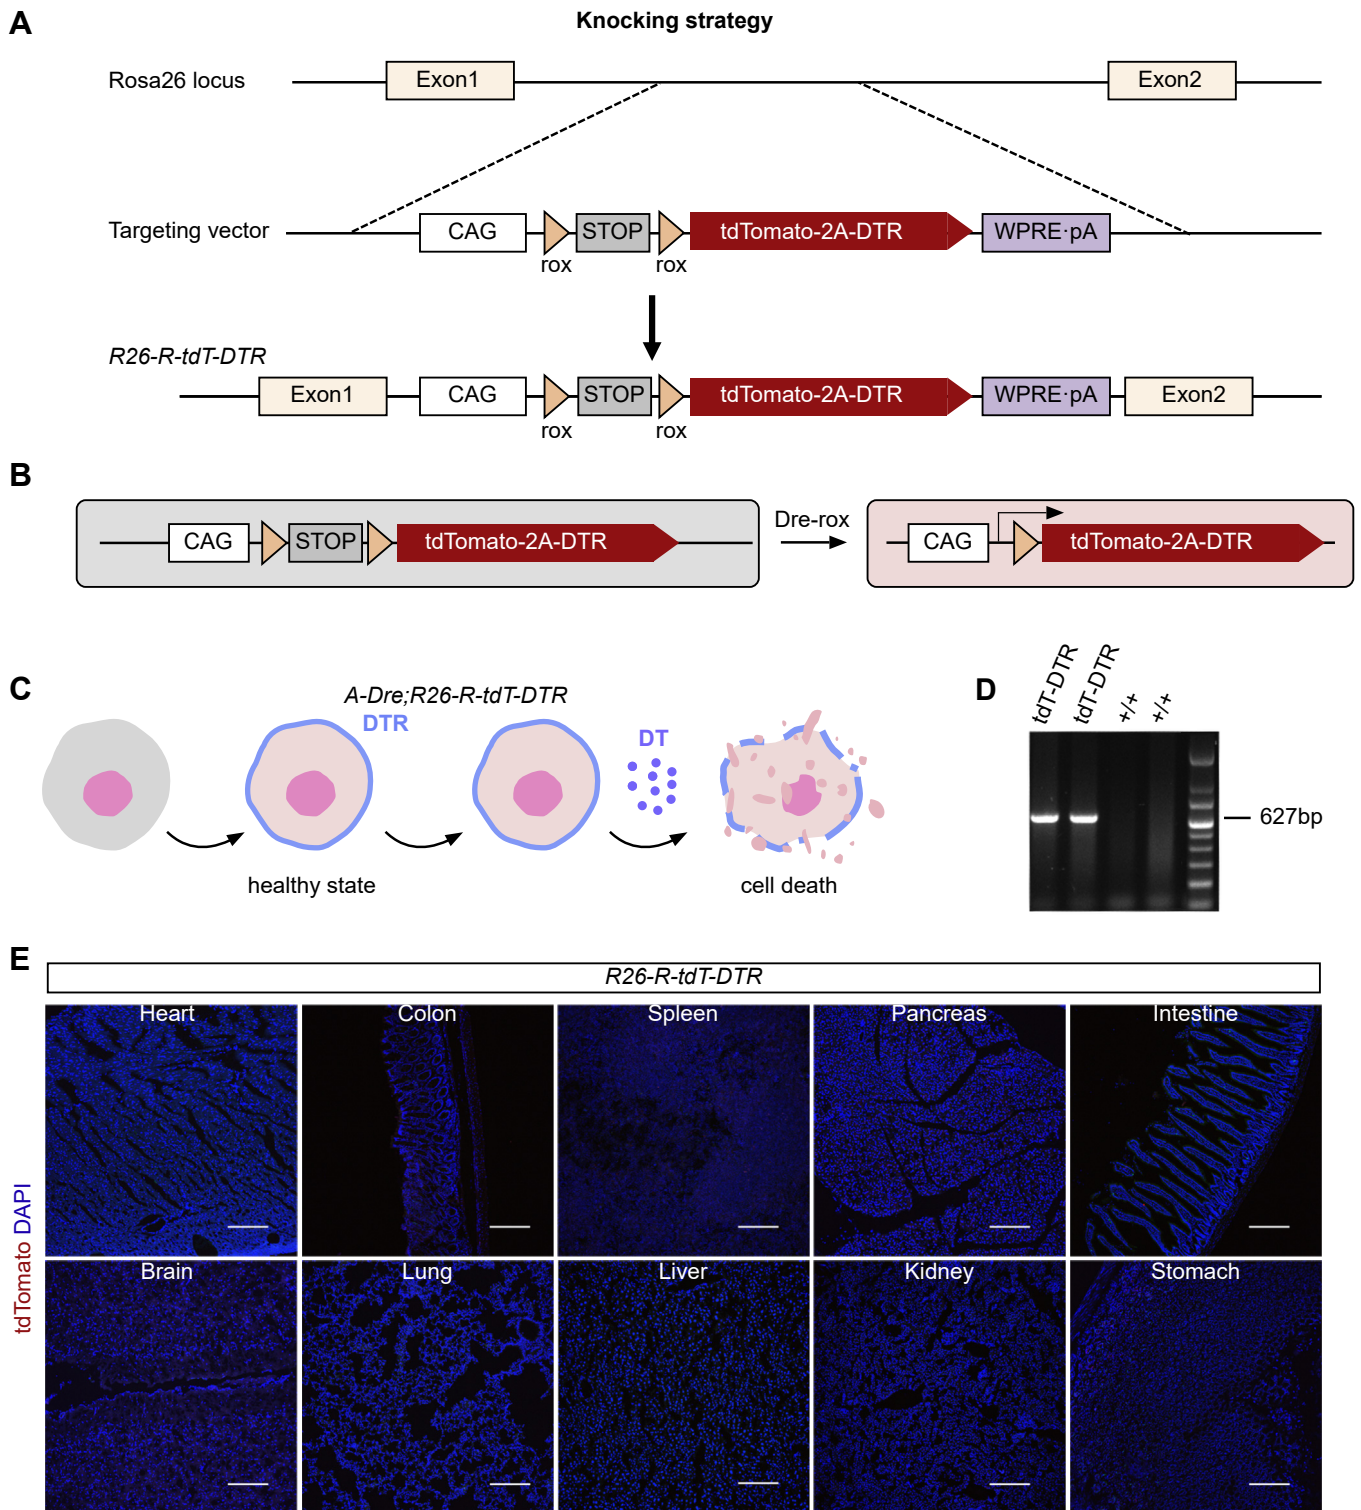 A
Knocking strategy
Rosa26 locus
Exon1
Exon2
Targeting vector
CAG
STOP
tdTomato-2A-DTR
WPRE·pA
rox
rox
R26-R-tdT-DTR
Exon1
CAG
STOP
tdTomato-2A-DTR
WPRE·pA
Exon2
rox
rox
B
CAG
STOP
tdTomato-2A-DTR
Dre-rox
CAG
tdTomato-2A-DTR
C
A-Dre;R26-R-tdT-DTR
DTR
DT
healthy state
cell death
D
tdT-DTR
tdT-DTR
+/+
+/+
627bp
E
R26-R-tdT-DTR
tdTomato DAPI
Heart
Colon
Spleen
Pancreas
Intestine
Brain
Lung
Liver
Kidney
Stomach